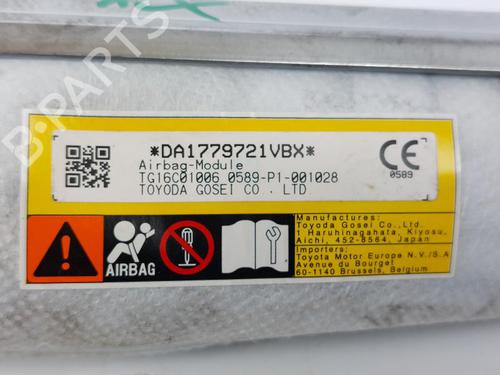 B-PARTS
*DA1779721VBX*
Airbag-Module
TG16C01006 0589-P1-001028
TOYODA GOSEI CO . LTD
CE
0589
AIRBAG
Manufactures:
Toyoda Gosei Co.,Ltd.
1 Haruhinagahata, Kiyosu,
Aichi, 452-8564, Japan
Importers:
Toyota Motor Europe N.V./S.A
Avenue du Bourget
60-1140 Brussels, Belgium